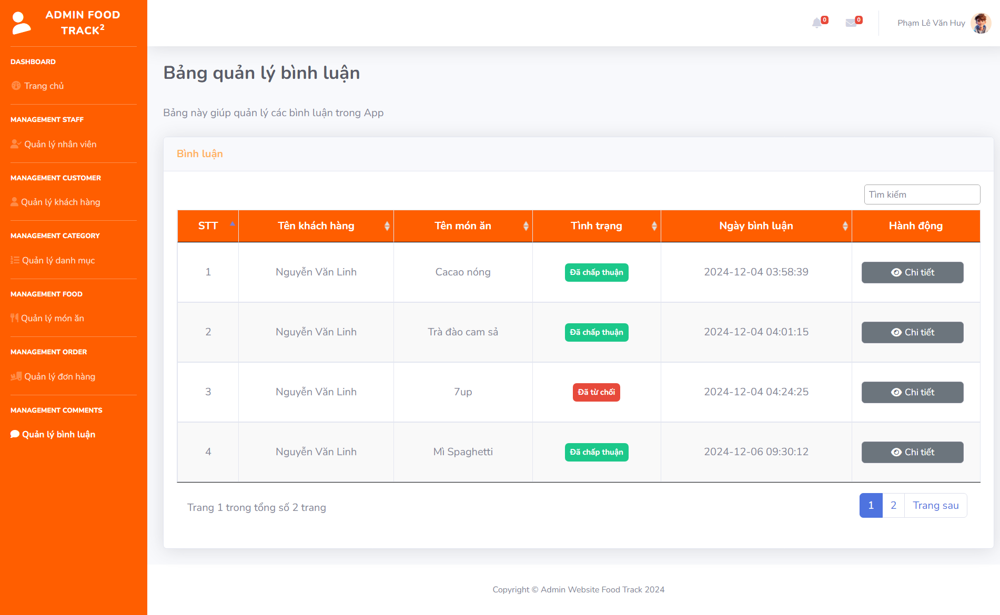 ADMIN FOOD
TRACK²
0
0
Phạm Lê Văn Huy
DASHBOARD
Trang chủ
MANAGEMENT STAFF
Quản lý nhân viên
MANAGEMENT CUSTOMER
Quản lý khách hàng
MANAGEMENT CATEGORY
Quản lý danh mục
MANAGEMENT FOOD
Quản lý món ăn
MANAGEMENT ORDER
Quản lý đơn hàng
MANAGEMENT COMMENTS
Quản lý bình luận
Bảng quản lý bình luận
Bảng này giúp quản lý các bình luận trong App
Bình luận
Tìm kiếm
STT Tên khách hàng Tên món ăn Tình trạng Ngày bình luận Hành động
1 Nguyễn Văn Linh Cacao nóng Đã chấp thuận 2024-12-04 03:58:39 Chi tiết
2 Nguyễn Văn Linh Trà đào cam sả Đã chấp thuận 2024-12-04 04:01:15 Chi tiết
3 Nguyễn Văn Linh 7up Đã từ chối 2024-12-04 04:24:25 Chi tiết
4 Nguyễn Văn Linh Mì Spaghetti Đã chấp thuận 2024-12-06 09:30:12 Chi tiết
Trang 1 trong tổng số 2 trang
1 2 Trang sau
Copyright © Admin Website Food Track 2024